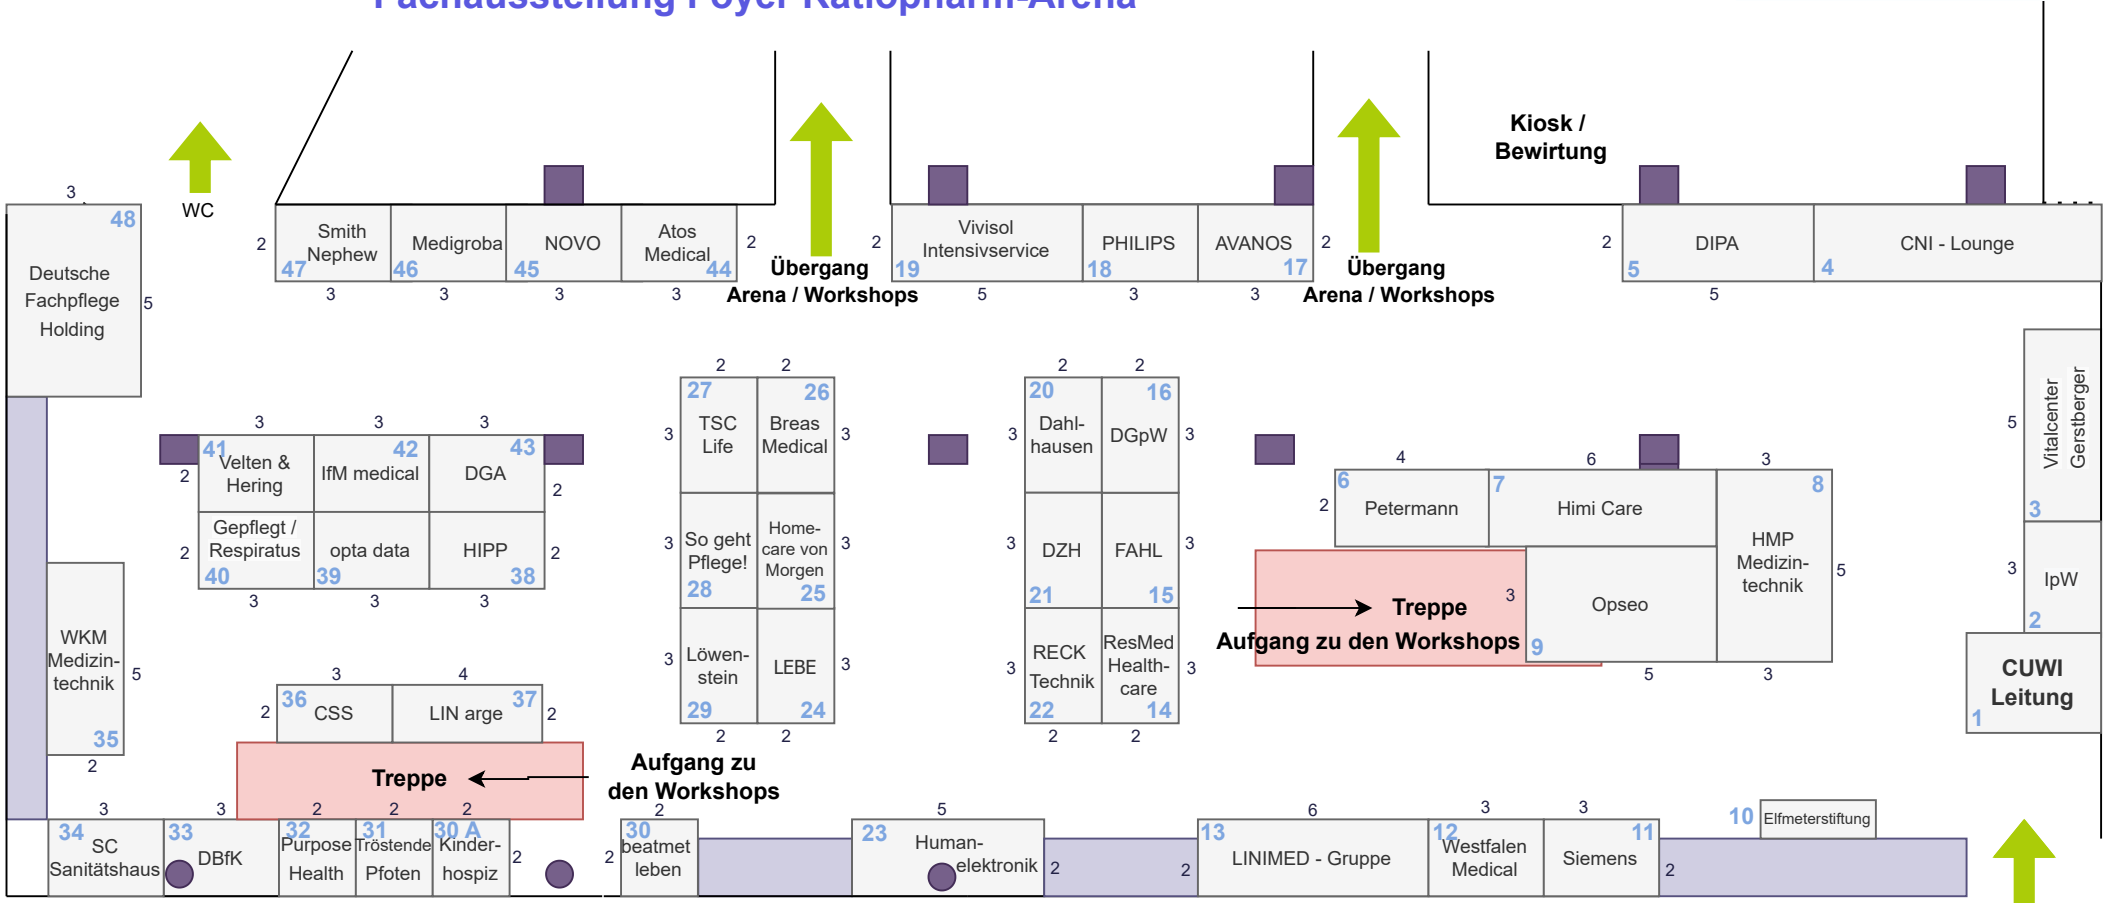 Fachausstellung Foyer Ratiopharm-Arena
Kiosk /
Bewirtung
WC
3
48
Deutsche
Fachpflege
Holding
5
2
Smith
Nephew
47
3
Medigroba
46
3
NOVO
45
3
Atos
Medical
44
3
2
Übergang
Arena / Workshops
2
Vivisol
Intensivservice
19
5
PHILIPS
18
3
AVANOS
17
3
2
Übergang
Arena / Workshops
2
DIPA
5
5
CNI - Lounge
4
5
Vitalcenter
Gerstberger
3
3
IpW
2
CUWI
Leitung
1
3
3
3
41
Velten &
Hering
2
42
IfM medical
43
DGA
2
Gepflegt /
Respiratus
40
2
3
opta data
39
3
HIPP
38
2
3
2
2
27
TSC
Life
3
26
Breas
Medical
3
So geht
Pflege!
28
3
Home-
care von
Morgen
25
3
Löwen-
stein
29
3
2
LEBE
24
3
2
2
2
20
Dahl-
hausen
3
16
DGpW
3
DZH
21
3
FAHL
15
3
RECK
Technik
22
3
2
ResMed
Health-
care
14
3
2
4
6
3
6
Petermann
2
7
Himi Care
8
HMP
Medizin-
technik
5
3
3
Opseo
9
5
Treppe
Aufgang zu den Workshops
WKM
Medizin-
technik
35
5
2
3
4
36
CSS
2
LIN arge
37
2
Treppe
Aufgang zu
den Workshops
3
34
SC
Sanitätshaus
3
33
DBfK
2
32
Purpose
Health
2
31
Tröstende
Pfoten
2
30 A
Kinder-
hospiz
2
2
30
beatmet
leben
2
5
23
Human-
elektronik
2
6
13
LINIMED - Gruppe
2
3
12
Westfalen
Medical
3
11
Siemens
2
10
Elfmeterstiftung